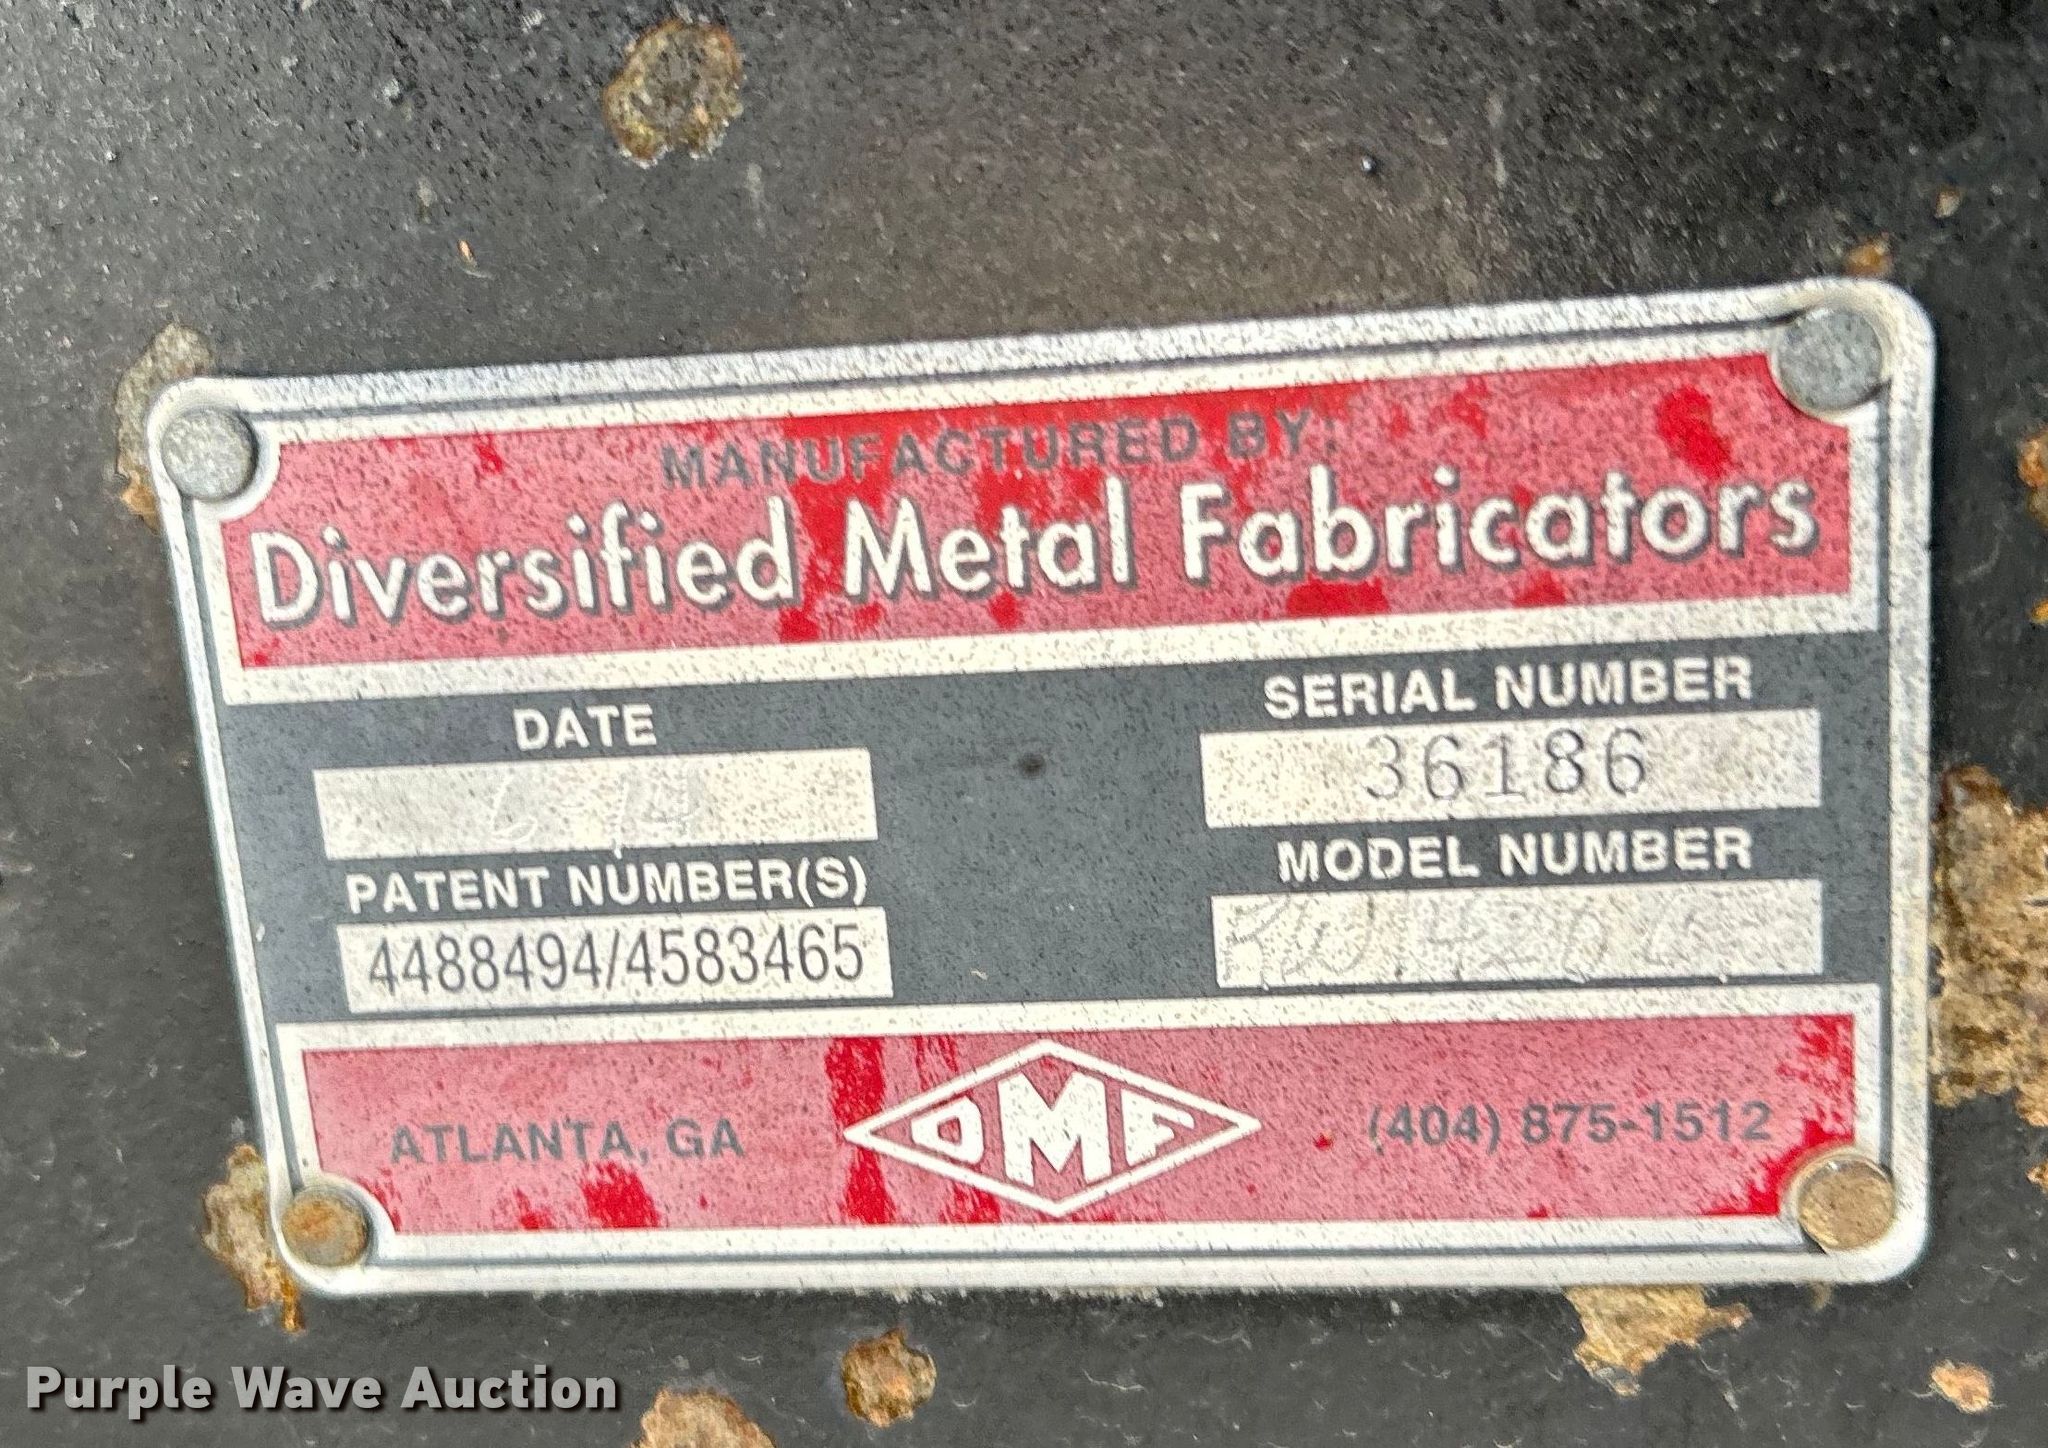 MANUFACTURED BY:
Diversified Metal Fabricators
DATE
SERIAL NUMBER
36186
PATENT NUMBER(S)
4488494/4583465
MODEL NUMBER
ATLANTA, GA
DMF
(404) 875-1512
Purple Wave Auction